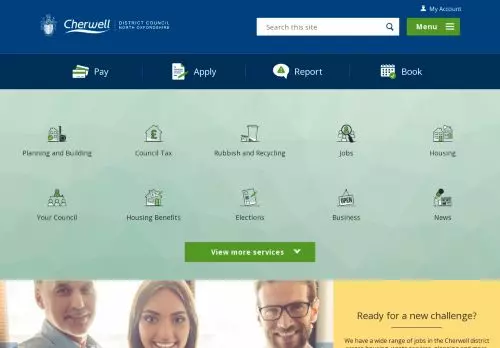 My Account
Cherwell
DISTRICT COUNCIL
NORTH OXFORDSHIRE
Search this site
Menu
Pay
Apply
Report
Book
Planning and Building
Council Tax
Rubbish and Recycling
Jobs
Housing
Your Council
Housing Benefits
Elections
Business
News
View more services
Ready for a new challenge?
We have a wide range of jobs in the Cherwell district